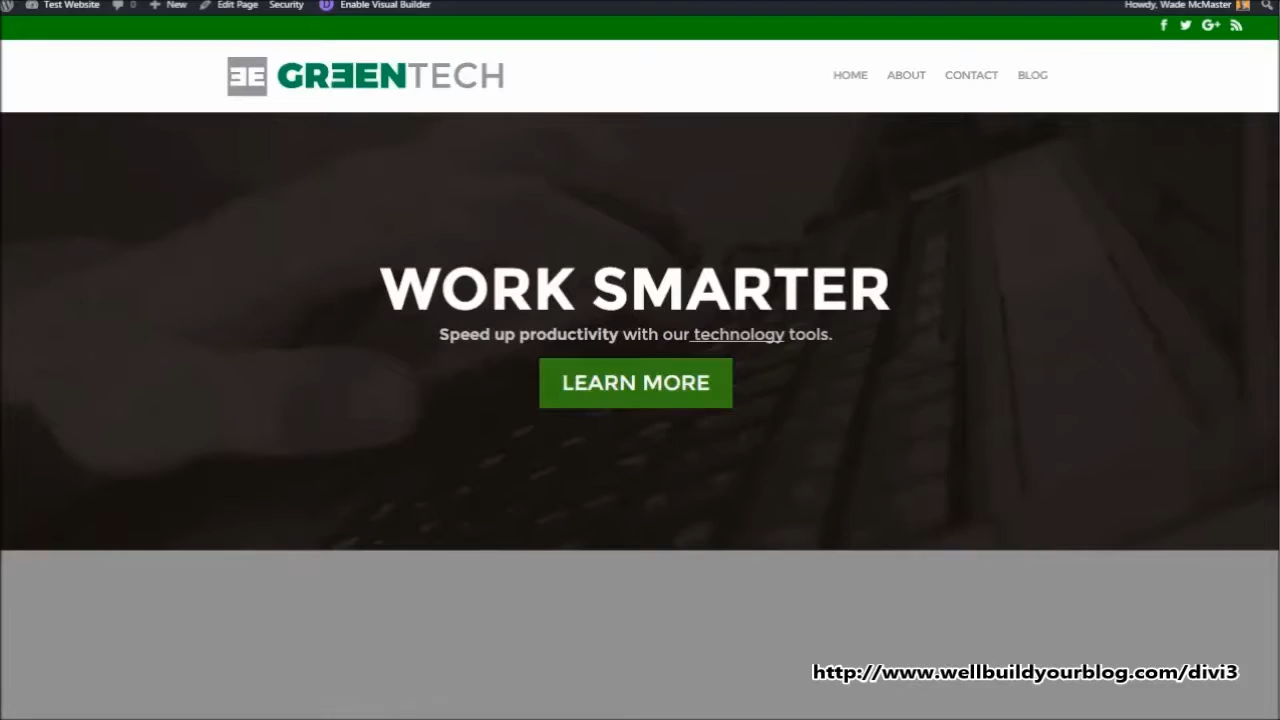 Test Website 0 New Edit Page Security Enable Visual Builder Howdy, Wade McMaster
GREENTECH HOME ABOUT CONTACT BLOG
WORK SMARTER
Speed up productivity with our technology tools.
LEARN MORE
http://www.wellbuildyourblog.com/divi3